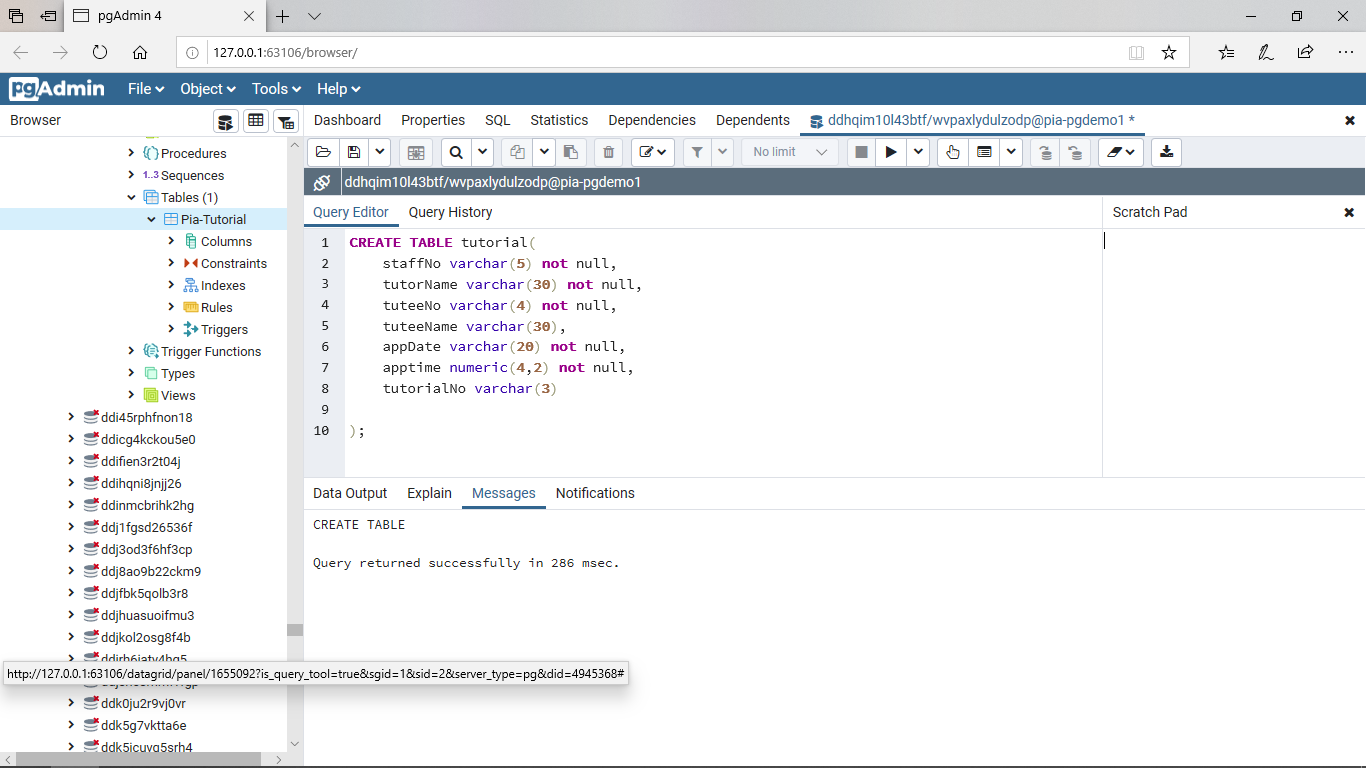 pgAdmin 4
127.0.0.1:63106/browser/
pgAdmin File Object Tools Help
Browser
Dashboard Properties SQL Statistics Dependencies Dependents ddhqim10l43btf/wvpaxlydulzodp@pia-pgdemo1 *
No limit
ddhqim10l43btf/wvpaxlydulzodp@pia-pgdemo1
Query Editor Query History
Scratch Pad
Procedures
1..3 Sequences
Tables (1)
Pia-Tutorial
Columns
Constraints
Indexes
Rules
Triggers
Trigger Functions
Types
Views
ddi45rphfnon18
ddicg4kckou5e0
ddifien3r2t04j
ddihqni8jnjj26
ddinmcbrihk2hg
ddj1fgsd26536f
ddj3od3f6hf3cp
ddj8ao9b22ckm9
ddjfbk5qolb3r8
ddjhuasuoifmu3
ddjkol2osg8f4b
http://127.0.0.1:63106/datagrid/panel/1655092?is_query_tool=true&sgid=1&sid=2&server_type=pg&did=4945368#
ddk0ju2r9vj0vr
ddk5g7vktta6e
ddk5icuvg5srh4
1 CREATE TABLE tutorial(
2 staffNo varchar(5) not null,
3 tutorName varchar(30) not null,
4 tuteeNo varchar(4) not null,
5 tuteeName varchar(30),
6 appDate varchar(20) not null,
7 apptime numeric(4,2) not null,
8 tutorialNo varchar(3)
9
10 );
Data Output Explain Messages Notifications
CREATE TABLE
Query returned successfully in 286 msec.